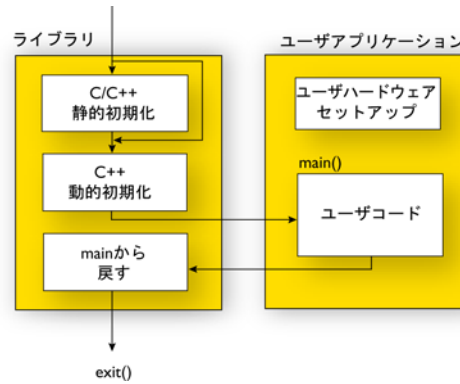 ライブラリ
C/C++
静的初期化
C++
動的初期化
mainから
戻す
exit()
ユーザアプリケーション
ユーザハードウェア
セットアップ
main()
ユーザコード